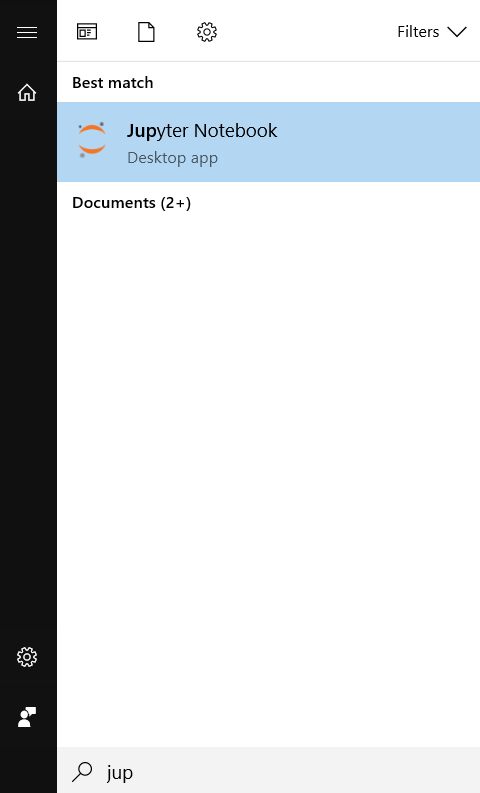 Filters
Best match
Jupyter Notebook
Desktop app
Documents (2+)
jup